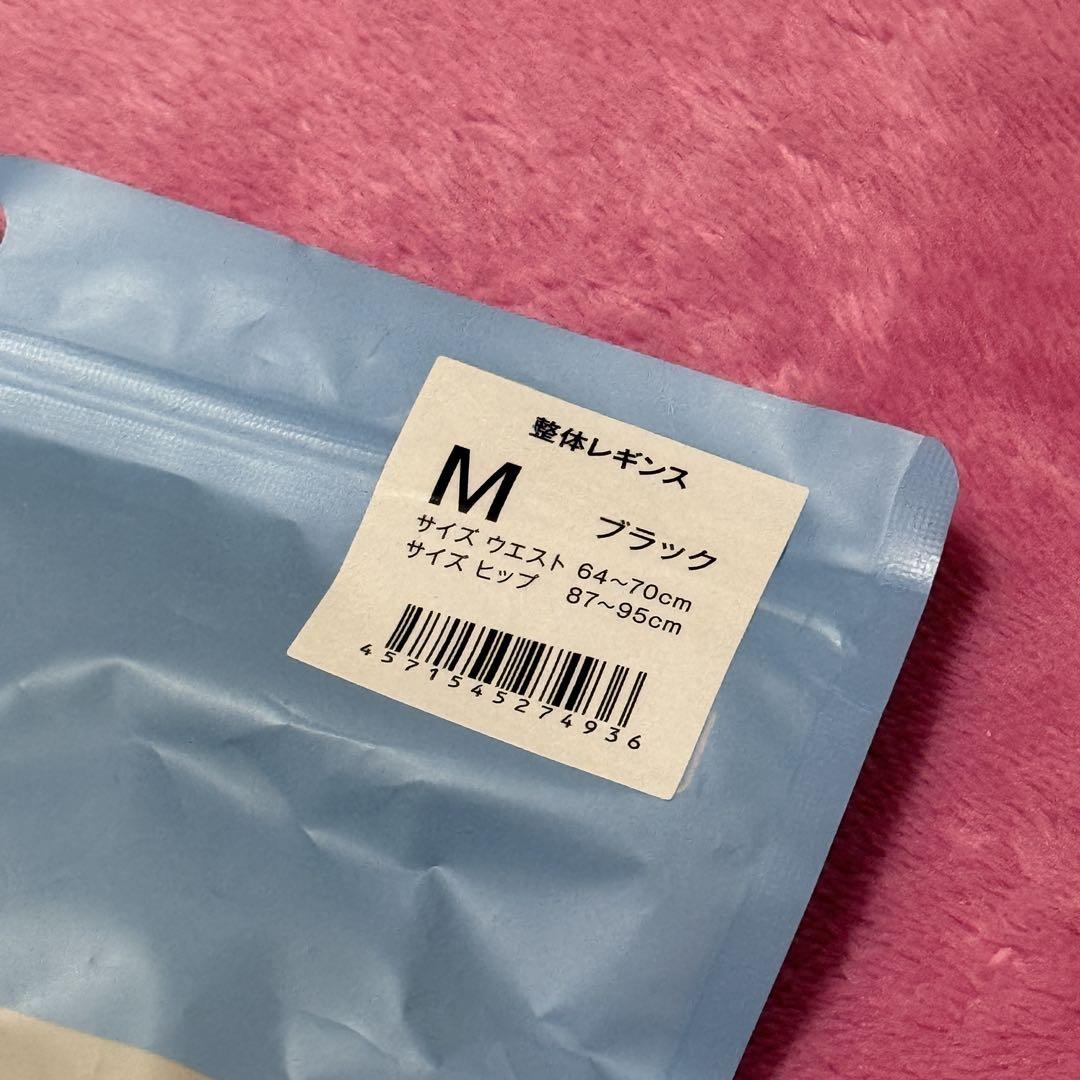 整体レギンス
M
ブラック
サイズ ウエスト 64～70cm
サイズ ヒップ 87～95cm
4571545274936